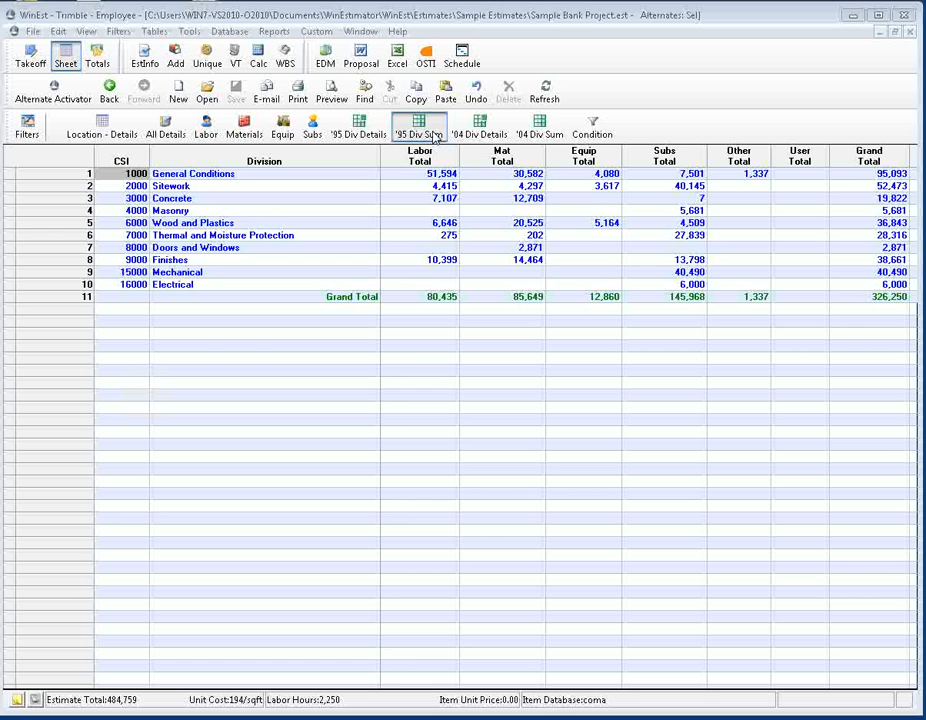 WinEst - Trimble - Employee - [C:\Users\WIN7-VS2010-O2010\Documents\WinEstimator\WinEst\Estimates\Sample Estimates\Sample Bank Project.est - Alternates: Sel]
File Edit View Filters Tables Tools Database Reports Custom Window Help
Takeoff Sheet Totals EstInfo Add Unique VT Calc WBS EDM Proposal Excel OSTI Schedule
Alternate Activator Back Forward New Open Save E-mail Print Preview Find Cut Copy Paste Undo Delete Refresh
Filters Location - Details All Details Labor Materials Equip Subs '95 Div Details '95 Div Sum '04 Div Details '04 Div Sum Condition
Labor Mat Equip Subs Other User Grand
CSI Division Total Total Total Total Total Total Total
1 1000 General Conditions 51,594 30,582 4,080 7,501 1,337 95,093
2 2000 Sitework 4,415 4,297 3,617 40,145 52,473
3 3000 Concrete 7,107 12,709 7 19,822
4 4000 Masonry 5,681 5,681
5 6000 Wood and Plastics 6,646 20,525 5,164 4,509 36,843
6 7000 Thermal and Moisture Protection 275 202 27,839 28,316
7 8000 Doors and Windows 2,871 2,871
8 9000 Finishes 10,399 14,464 13,798 38,661
9 15000 Mechanical 40,490 40,490
10 16000 Electrical 6,000 6,000
11 Grand Total 80,435 85,649 12,860 145,968 1,337 326,250
Estimate Total:484,759 Unit Cost:194/sqft Labor Hours:2,250 Item Unit Price:0.00 Item Database:coma